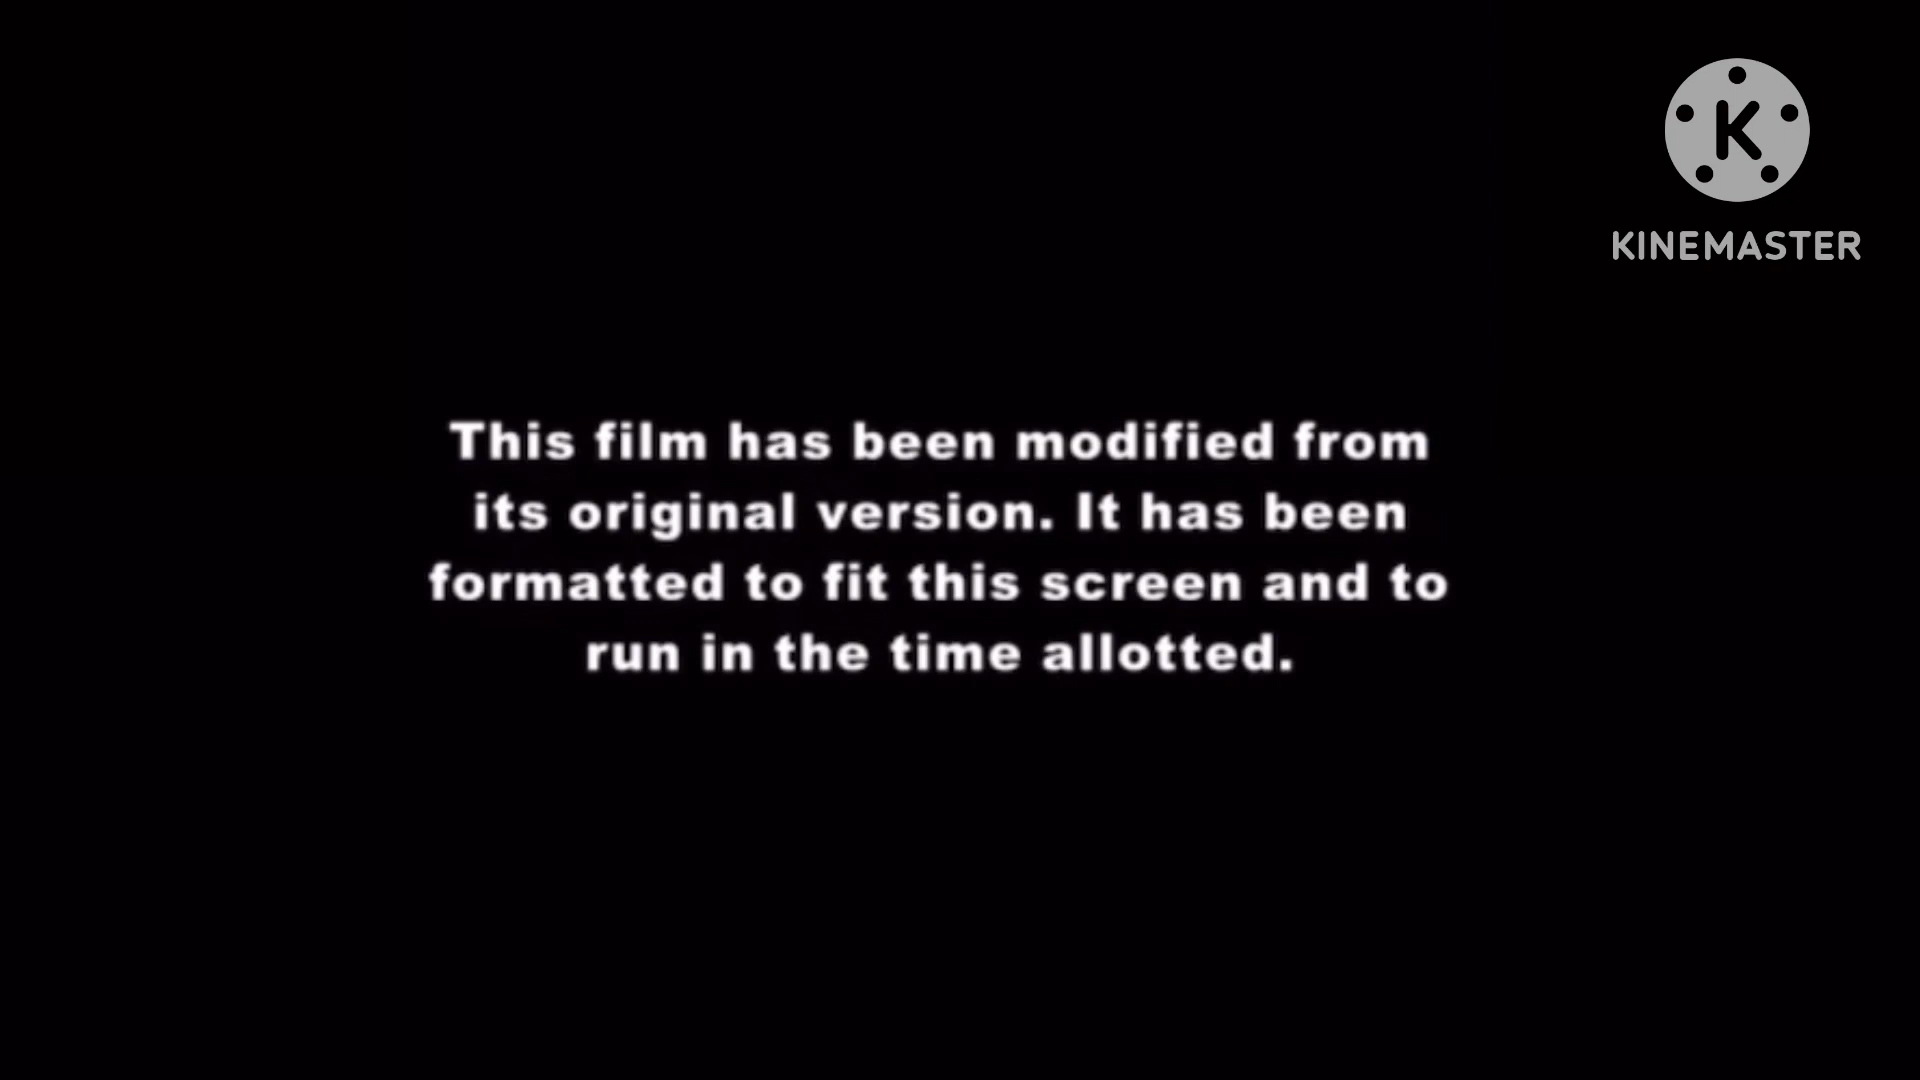 K
KINEMASTER
This film has been modified from
its original version. It has been
formatted to fit this screen and to
run in the time allotted.